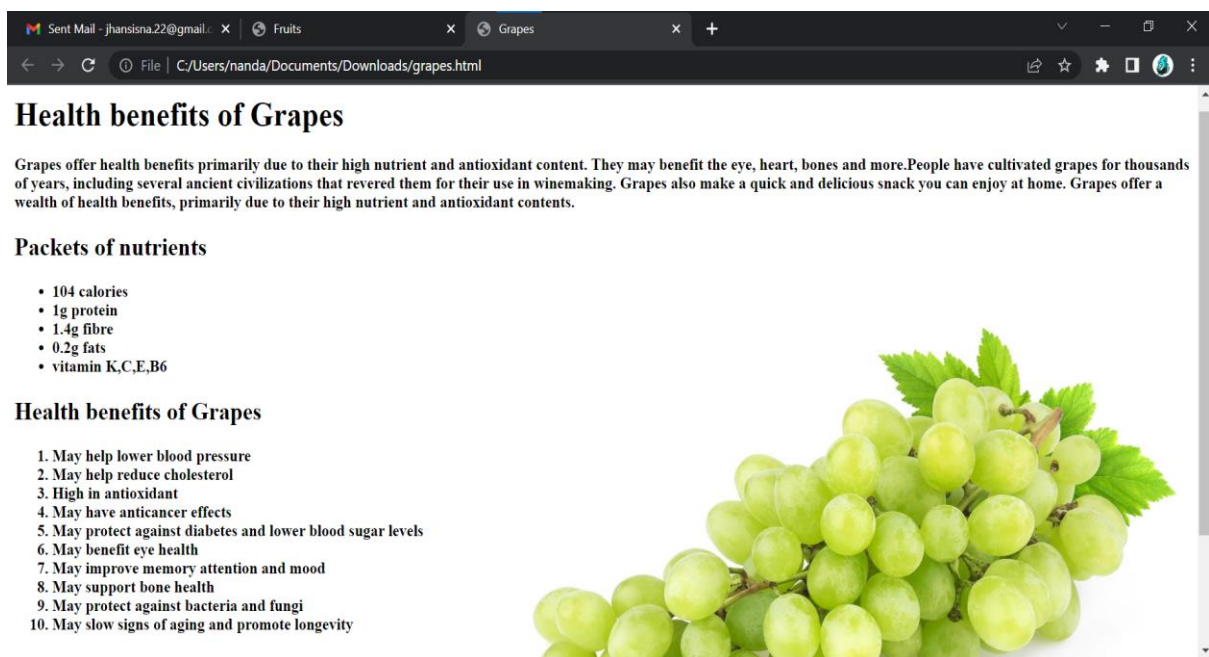 Sent Mail - jhansisna.22@gmail.c
Fruits
Grapes
File | C:/Users/nanda/Documents/Downloads/grapes.html
Health benefits of Grapes
Grapes offer health benefits primarily due to their high nutrient and antioxidant content. They may benefit the eye, heart, bones and more.People have cultivated grapes for thousands
of years, including several ancient civilizations that revered them for their use in winemaking. Grapes also make a quick and delicious snack you can enjoy at home. Grapes offer a
wealth of health benefits, primarily due to their high nutrient and antioxidant contents.
Packets of nutrients
• 104 calories
• 1g protein
• 1.4g fibre
• 0.2g fats
• vitamin K,C,E,B6
Health benefits of Grapes
1. May help lower blood pressure
2. May help reduce cholesterol
3. High in antioxidant
4. May have anticancer effects
5. May protect against diabetes and lower blood sugar levels
6. May benefit eye health
7. May improve memory attention and mood
8. May support bone health
9. May protect against bacteria and fungi
10. May slow signs of aging and promote longevity